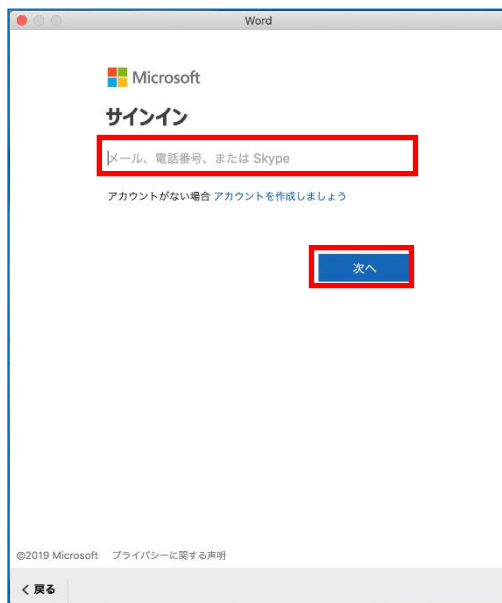 Word
Microsoft
サインイン
メール、電話番号、または Skype
アカウントがない場合 アカウントを作成しましょう
次へ
©2019 Microsoft プライバシーに関する声明
< 戻る